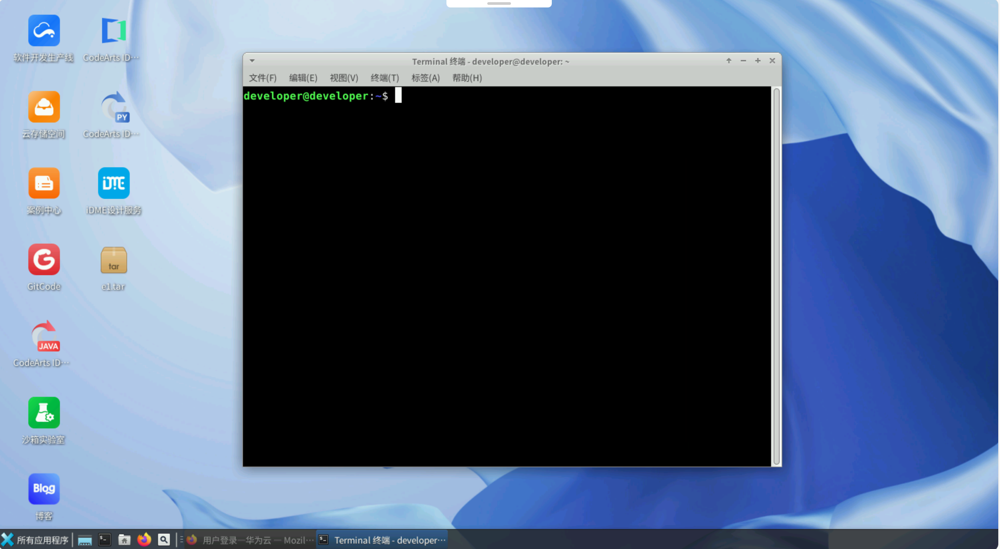 软件开发生产线
CodeArts ID…
云存储空间
PY
CodeArts ID…
案例中心
iDME
iDME设计服务
GitCode
tar
e1.tar
JAVA
CodeArts ID…
沙箱实验室
Blog
博客
Terminal 终端 - developer@developer: ~
文件(F) 编辑(E) 视图(V) 终端(T) 标签(A) 帮助(H)
developer@developer:~$
所有应用程序 用户登录—华为云 — Mozil… Terminal 终端 - developer…